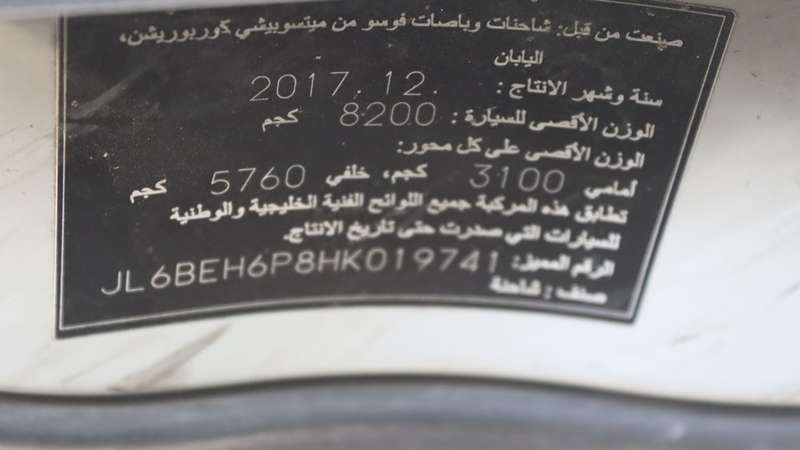 صنعت من قبل: شاحنات وباصات فوسو من ميتسوبيشي كوربوريشن،
اليابان
سنة وشهر الانتاج : 2017.12.
الوزن الأقصى للسيارة : 8200 كجم
الوزن الأقصى على كل محور:
أمامي 3100 كجم، خلفي 5760 كجم
تطابق هذه المركبة جميع اللوائح الفنية الخليجية والوطنية
للسيارات التي صدرت حتى تأريخ الانتاج.
الرقم المميز: JL6BEH6P8HK019741
صنف : شاحنة